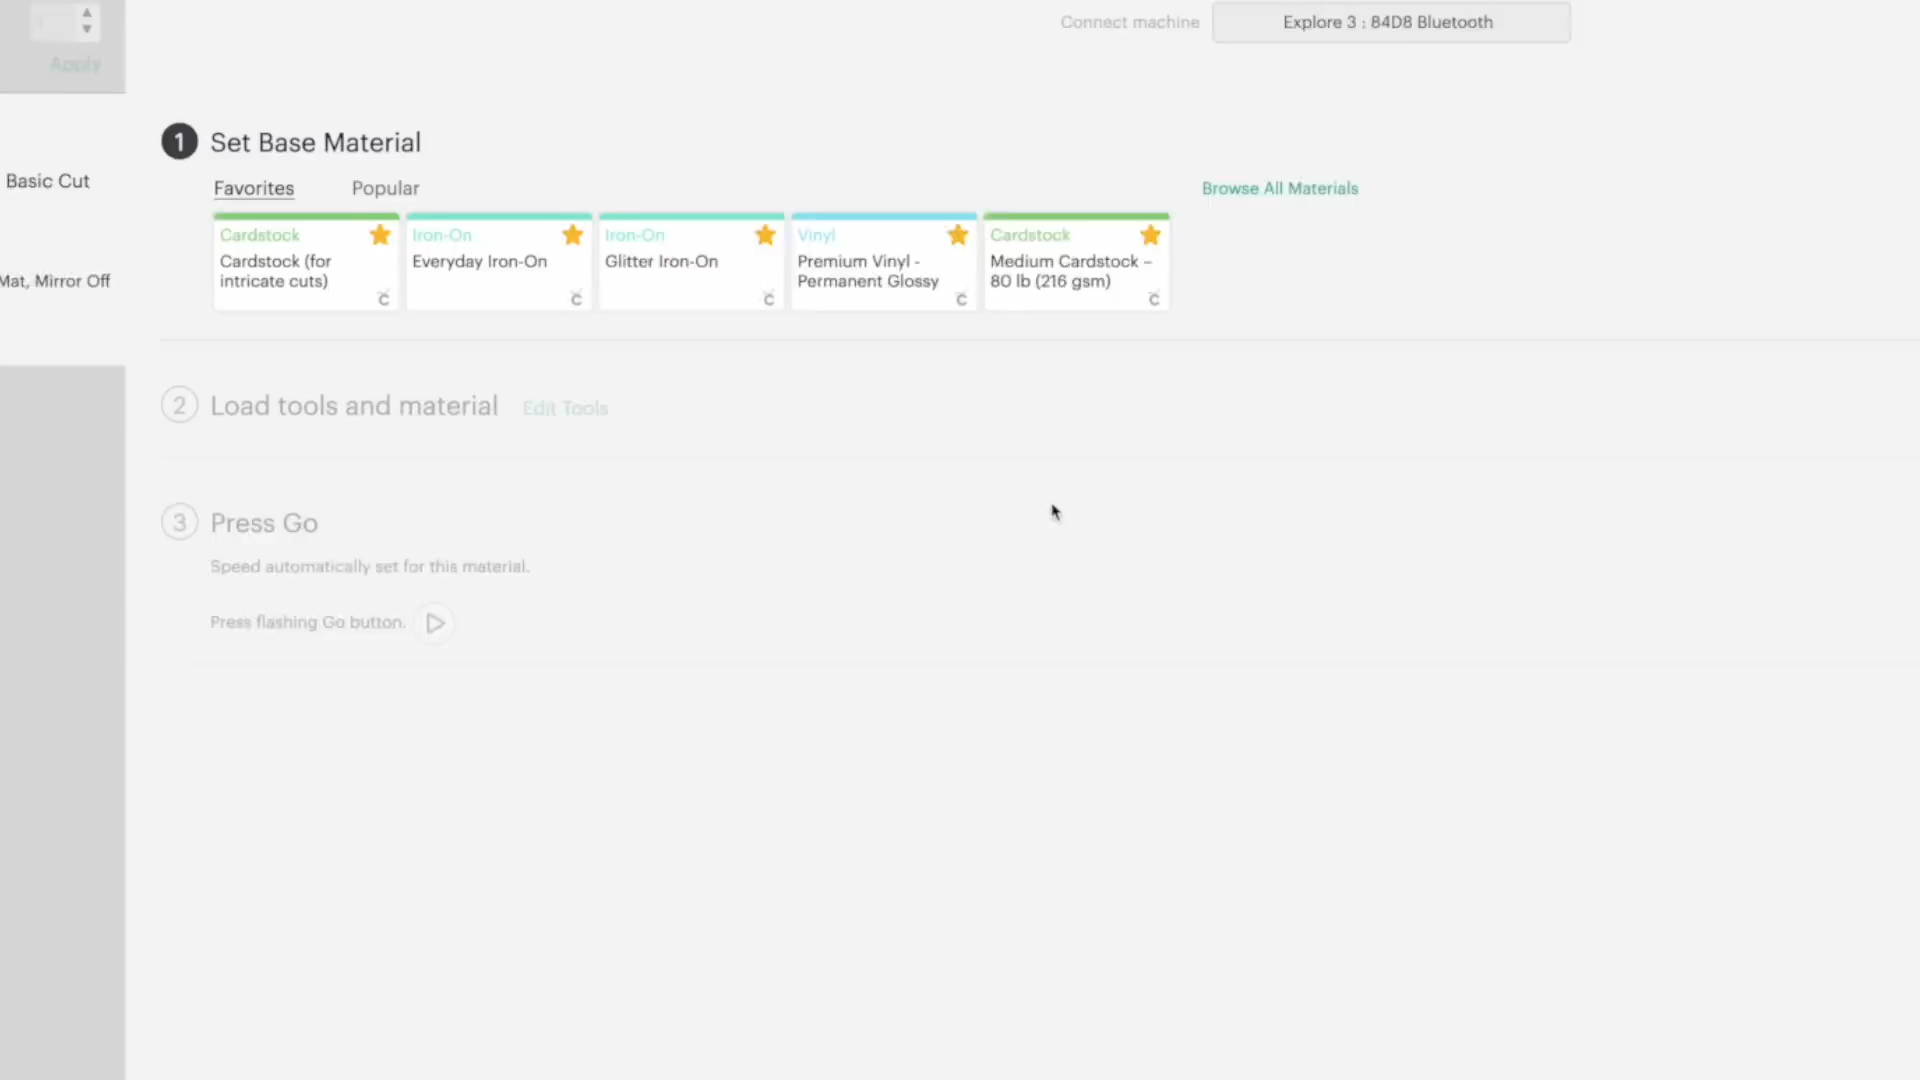 Connect machine
Explore 3 : 84D8 Bluetooth
Apply
1 Set Base Material
Basic Cut
Favorites
Popular
Browse All Materials
Cardstock
Cardstock (for
intricate cuts)
C
Iron-On
Everyday Iron-On
C
Iron-On
Glitter Iron-On
C
Vinyl
Premium Vinyl -
Permanent Glossy
C
Cardstock
Medium Cardstock –
80 lb (216 gsm)
C
Mat, Mirror Off
2 Load tools and material
Edit Tools
3 Press Go
Speed automatically set for this material.
Press flashing Go button.